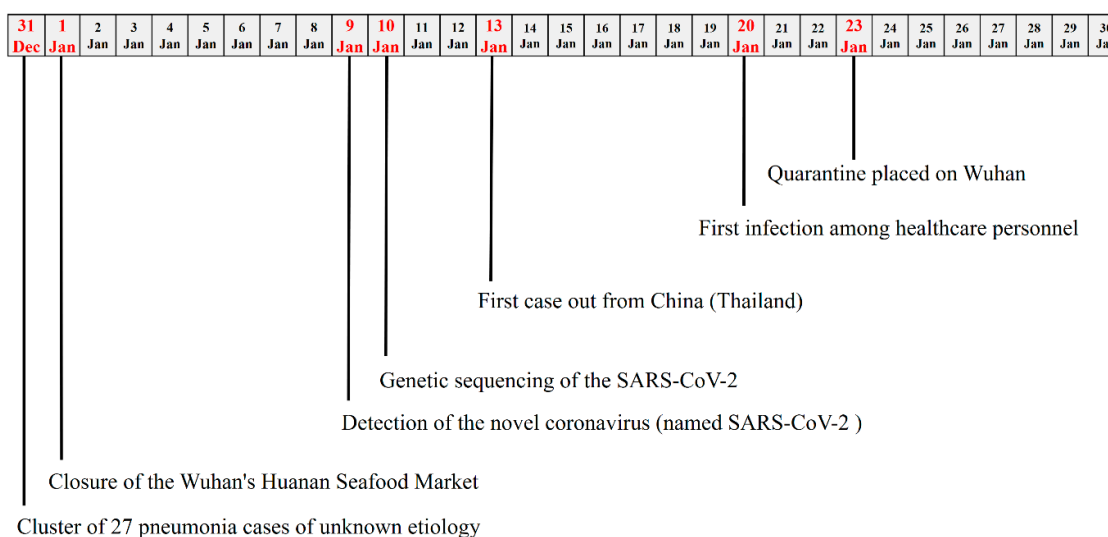 31 1 2 3 4 5 6 7 8 9 10 11 12 13 14 15 16 17 18 19 20 21 22 23 24 25 26 27 28 29 30
Dec Jan Jan Jan Jan Jan Jan Jan Jan Jan Jan Jan Jan Jan Jan Jan Jan Jan Jan Jan Jan Jan Jan Jan Jan Jan Jan Jan Jan Jan
Quarantine placed on Wuhan
First infection among healthcare personnel
First case out from China (Thailand)
Genetic sequencing of the SARS-CoV-2
Detection of the novel coronavirus (named SARS-CoV-2 )
Closure of the Wuhan's Huanan Seafood Market
Cluster of 27 pneumonia cases of unknown etiology